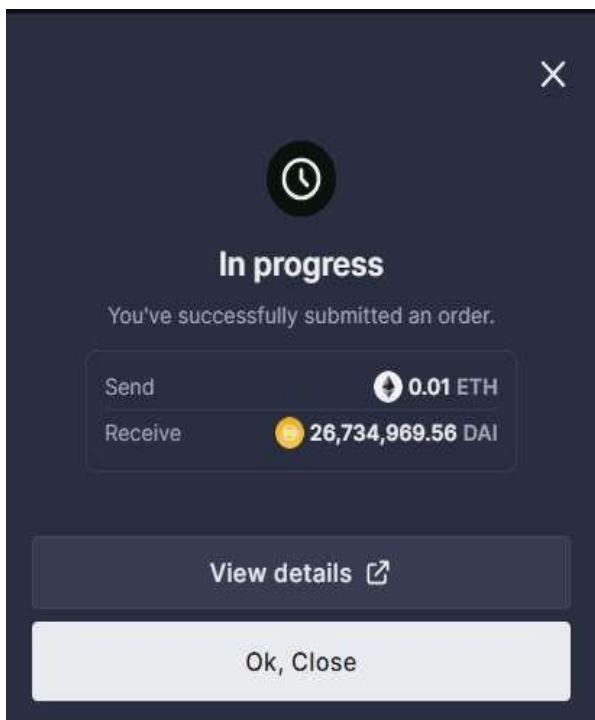 In progress
You've successfully submitted an order.
Send 0.01 ETH
Receive 26,734,969.56 DAI
View details
Ok, Close